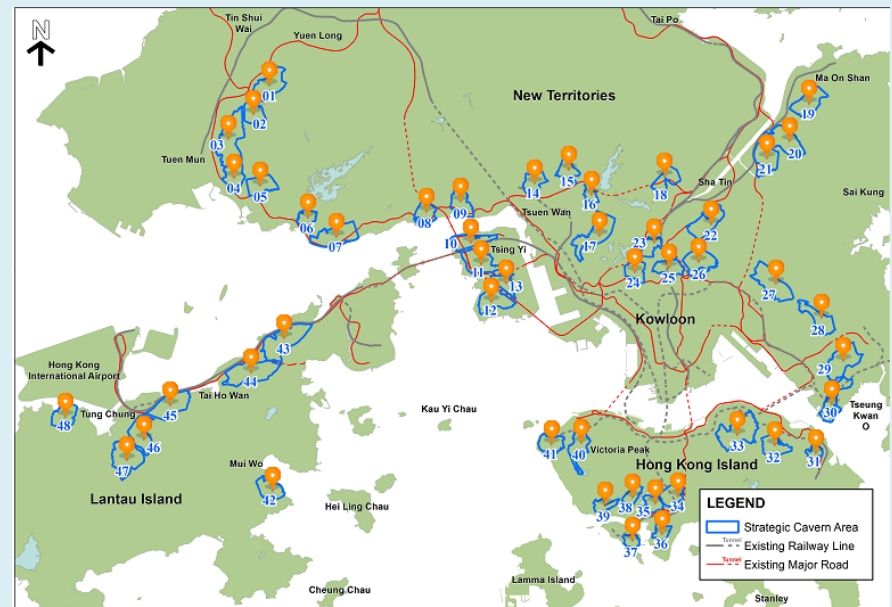 N
Tin Shui
Wai
Yuen Long
Tai Po
Ma On Shan
New Territories
01
02
03
04
05
Tuen Mun
06
07
08
09
10
11
12
13
14
15
16
17
18
19
20
21
Sha Tin
Sai Kung
Tsuen Wan
Tsing Yi
22
23
24
25
26
27
28
29
30
Kowloon
Tseung
Kwan
O
Hong Kong
International Airport
43
44
45
46
47
48
Tai Ho Wan
Tung Chung
Kau Yi Chau
Mui Wo
42
Lantau Island
Hei Ling Chau
Cheung Chau
41
40
Victoria Peak
33
32
31
Hong Kong Island
39
38
35
34
37
36
Lamma Island
Stanley
LEGEND
Strategic Cavern Area
Tunnel
Existing Railway Line
Tunnel
Existing Major Road